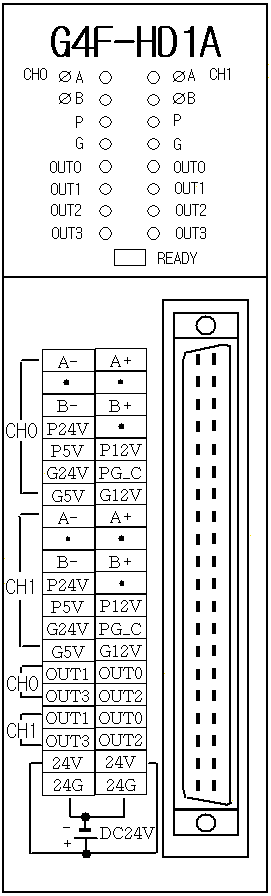 G4F-HD1A
CH0 ØA ØA CH1
ØB ØB
P P
G G
OUT0 OUT0
OUT1 OUT1
OUT2 OUT2
OUT3 OUT3
READY
CH0
A- A+
• •
B- B+
P24V •
P5V P12V
G24V PG_C
G5V G12V
CH1
A- A+
• •
B- B+
P24V •
P5V P12V
G24V PG_C
G5V G12V
CH0
OUT1 OUT0
OUT3 OUT2
CH1
OUT1 OUT0
OUT3 OUT2
24V 24V
24G 24G
- + DC24V